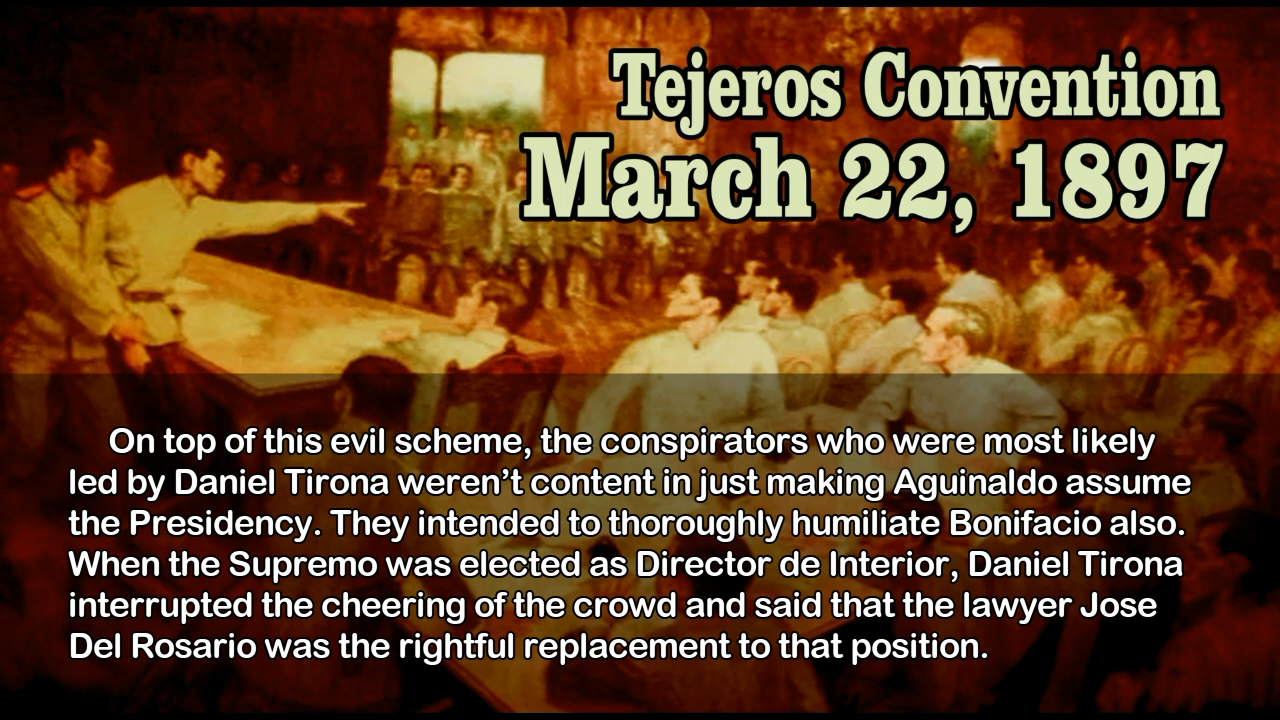 Tejeros Convention
March 22, 1897
On top of this evil scheme, the conspirators who were most likely
led by Daniel Tirona weren’t content in just making Aguinaldo assume
the Presidency. They intended to thoroughly humiliate Bonifacio also.
When the Supremo was elected as Director de Interior, Daniel Tirona
interrupted the cheering of the crowd and said that the lawyer Jose
Del Rosario was the rightful replacement to that position.